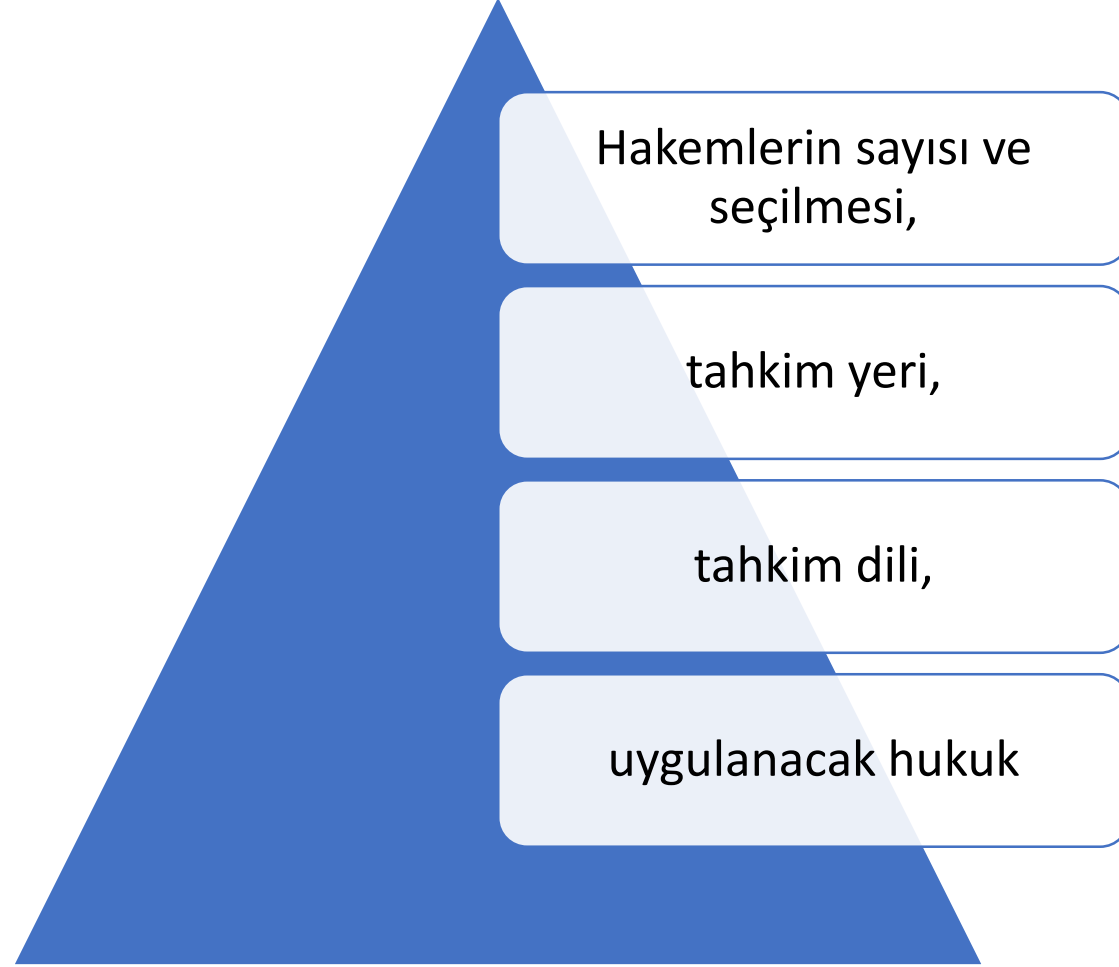 Hakemlerin sayısı ve
seçilmesi,
tahkim yeri,
tahkim dili,
uygulanacak hukuk